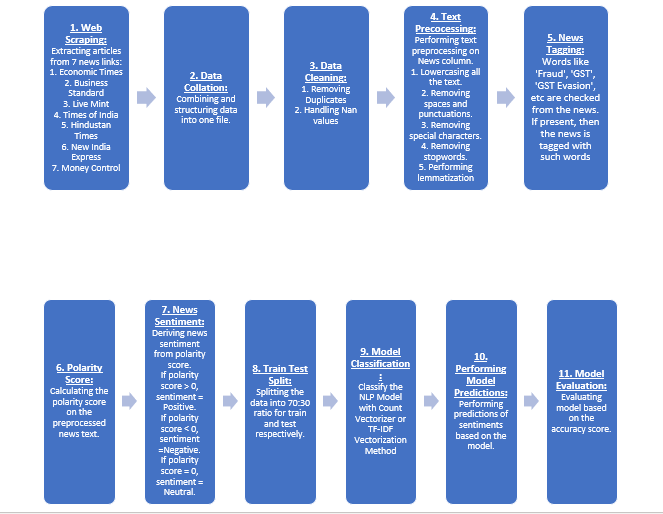 1. Web
Scraping:
Extracting articles
from 7 news links:
1. Economic Times
2. Business
Standard
3. Live Mint
4. Times of India
5. Hindustan
Times
6. New India
Express
7. Money Control
2. Data
Collation:
Combining and
structuring data
into one file.
3. Data
Cleaning:
1. Removing
Duplicates
2. Handling Nan
values
4. Text
Precocessing:
Performing text
preprocessing on
News column.
1. Lowercasing all
the text.
2. Removing
spaces and
punctuations.
3. Removing
special characters.
4. Removing
stopwords.
5. Performing
lemmatization
5. News
Tagging:
Words like
'Fraud', 'GST',
'GST Evasion',
etc are checked
from the news.
If present, then
the news is
tagged with
such words
6. Polarity
Score:
Calculating the
polarity score
on the
preprocessed
news text.
7. News
Sentiment:
Deriving news
sentiment
from polarity
score.
If polarity
score > 0,
sentiment =
Positive.
If polarity
score < 0,
sentiment
=Negative.
If polarity
score = 0,
sentiment =
Neutral.
8. Train Test
Split:
Splitting the
data into 70:30
ratio for train
and test
respectively.
9. Model
Classification
:
Classify the
NLP Model
with Count
Vectorizer or
TF-IDF
Vectorization
Method
10.
Performing
Model
Predictions:
Performing
predictions of
sentiments
based on the
model.
11. Model
Evaluation:
Evaluating
model based
on the
accuracy score.